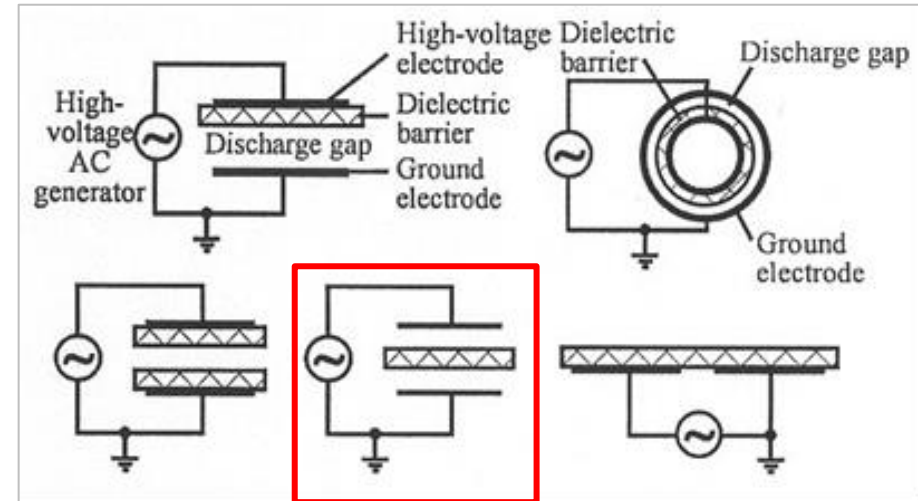 High-voltage
electrode
Dielectric
barrier
Discharge gap
Ground
electrode
High-
voltage
AC
generator
Dielectric
barrier
Discharge gap
Ground
electrode